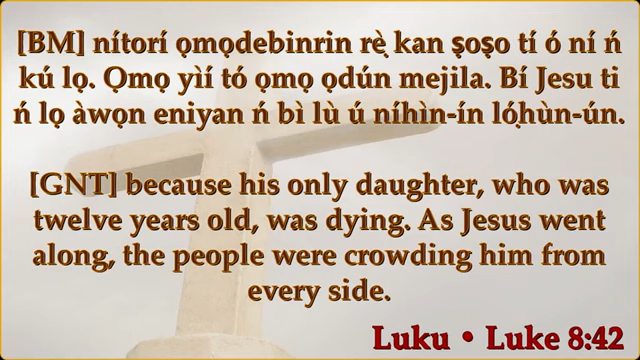 [BM] nítorí ọmọdebinrin rẹ̀ kan ṣoṣo tí ó ní ń
kú lọ. Ọmọ yìí tó ọmọ ọdún mejila. Bí Jesu ti
ń lọ àwọn eniyan ń bì lù ú níhìn-ín lọ́hùn-ún.
[GNT] because his only daughter, who was
twelve years old, was dying. As Jesus went
along, the people were crowding him from
every side.
Luku • Luke 8:42